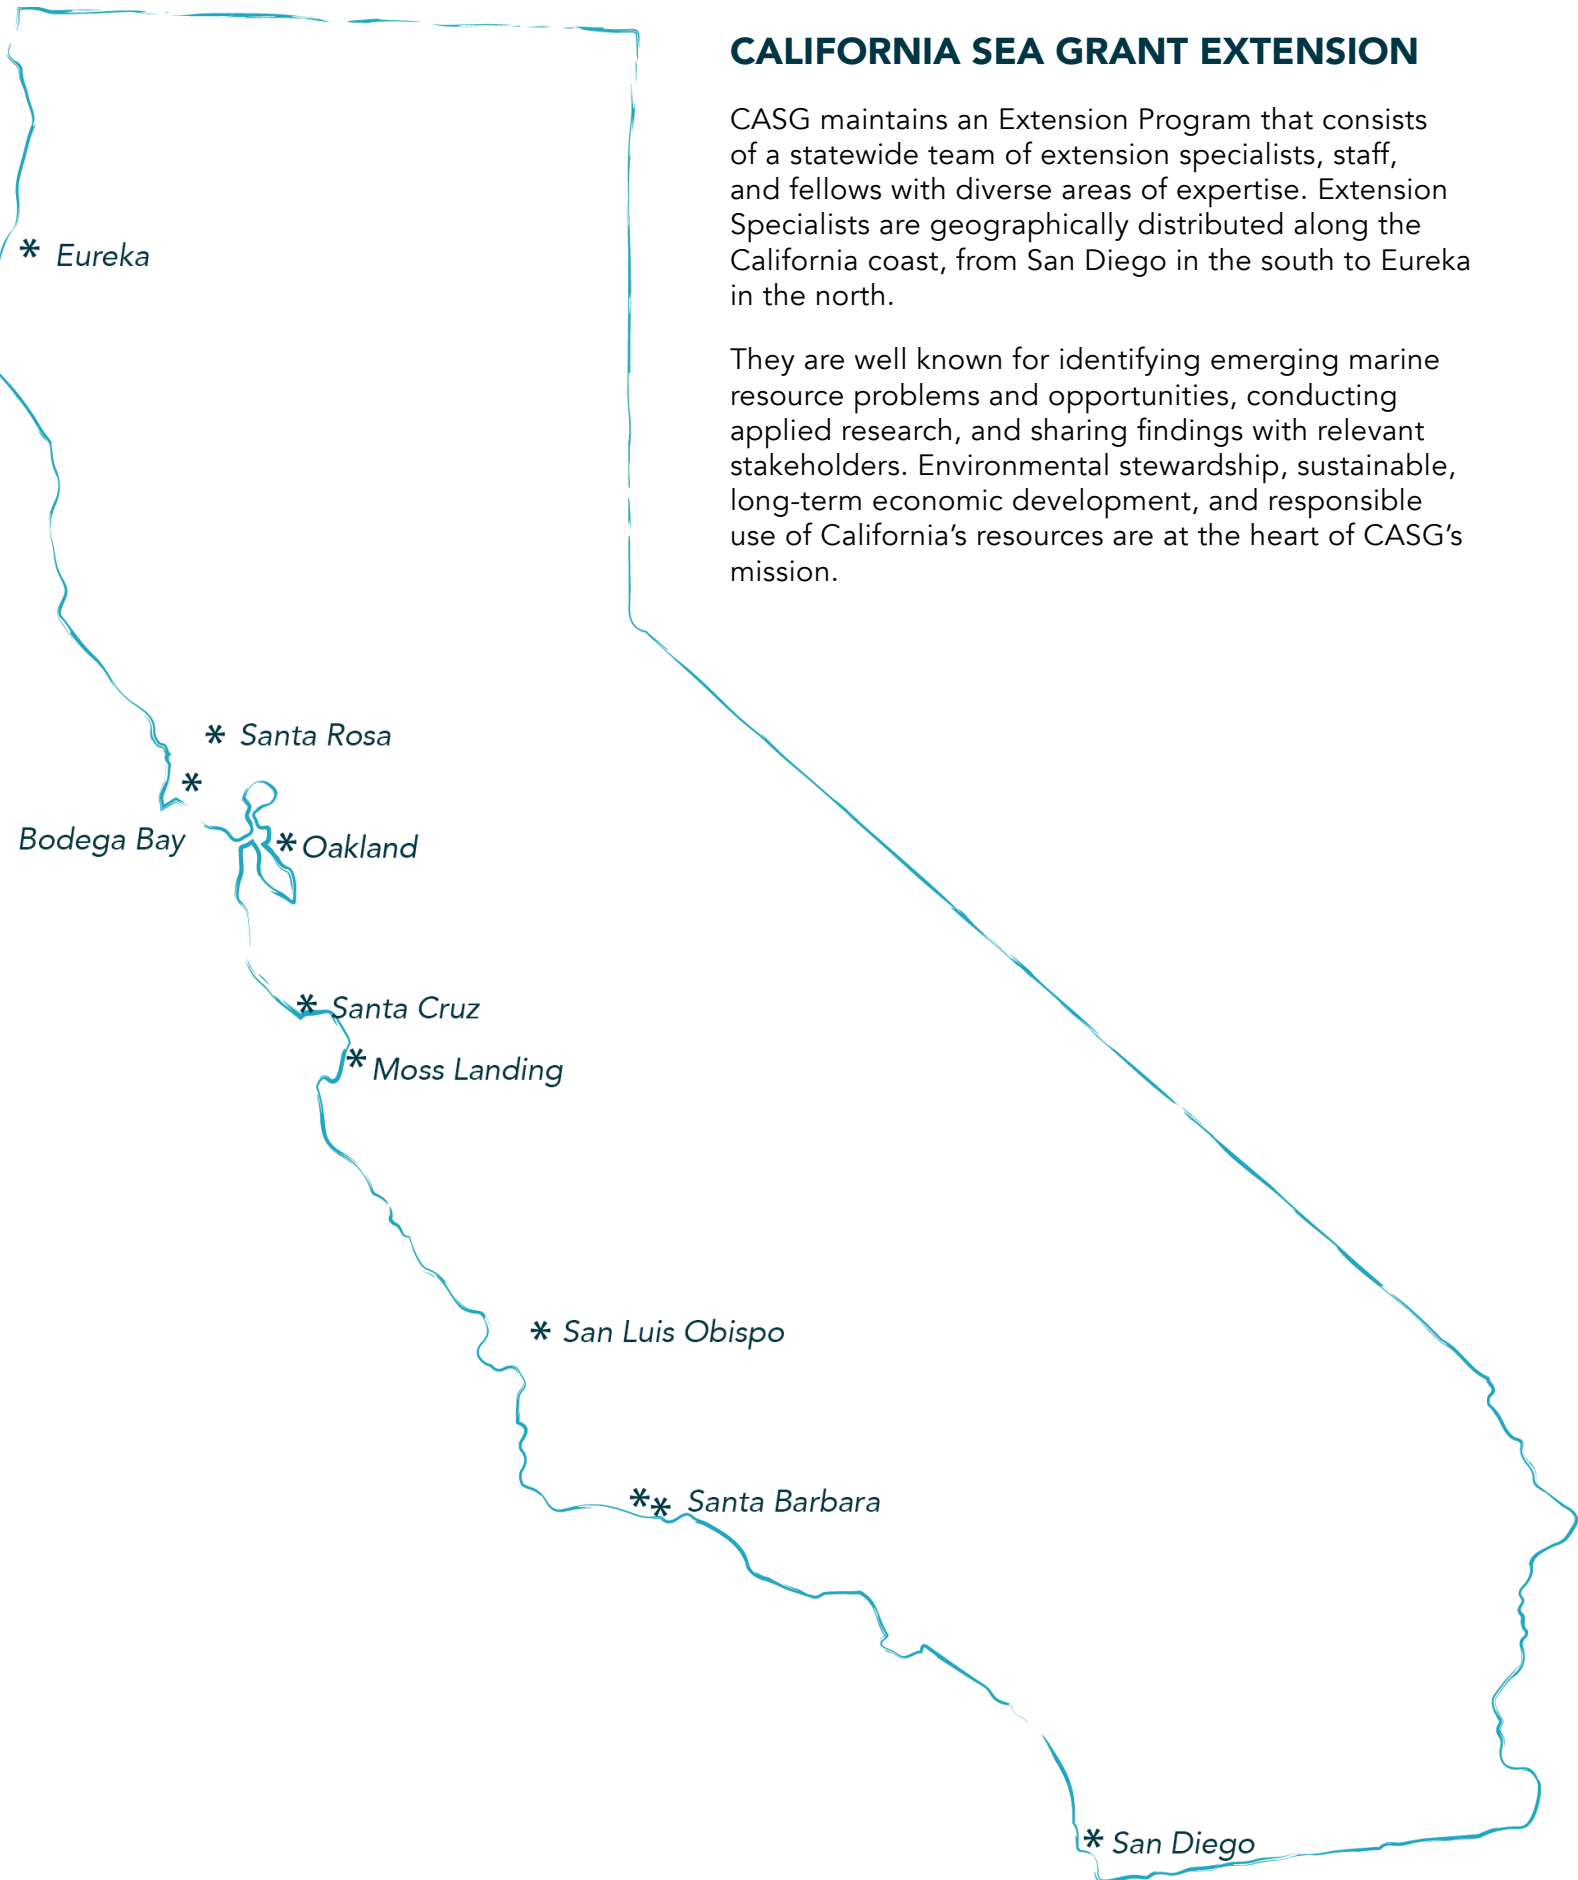 CALIFORNIA SEA GRANT EXTENSION
CASG maintains an Extension Program that consists
of a statewide team of extension specialists, staff,
and fellows with diverse areas of expertise. Extension
Specialists are geographically distributed along the
California coast, from San Diego in the south to Eureka
in the north.
They are well known for identifying emerging marine
resource problems and opportunities, conducting
applied research, and sharing findings with relevant
stakeholders. Environmental stewardship, sustainable,
long-term economic development, and responsible
use of California’s resources are at the heart of CASG’s
mission.
* Eureka
* Santa Rosa
*
Bodega Bay
* Oakland
* Santa Cruz
* Moss Landing
* San Luis Obispo
** Santa Barbara
* San Diego